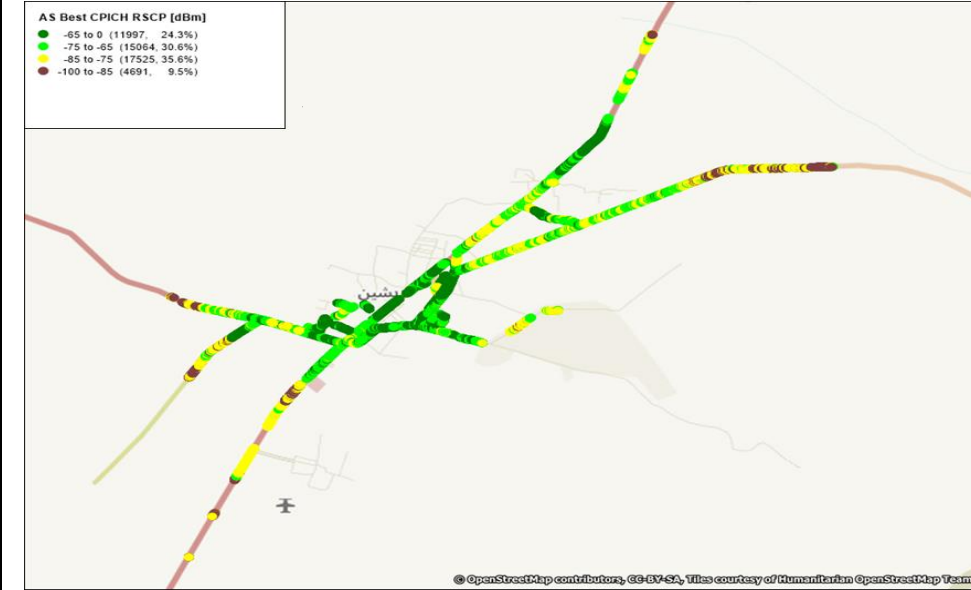 AS Best CPICH RSCP [dBm]
-65 to 0 (11997, 24.3%)
-75 to -65 (15064, 30.6%)
-85 to -75 (17525, 35.6%)
-100 to -85 (4691, 9.5%)
پشین
© OpenStreetMap contributors, CC-BY-SA, Tiles courtesy of Humanitarian OpenStreetMap Team